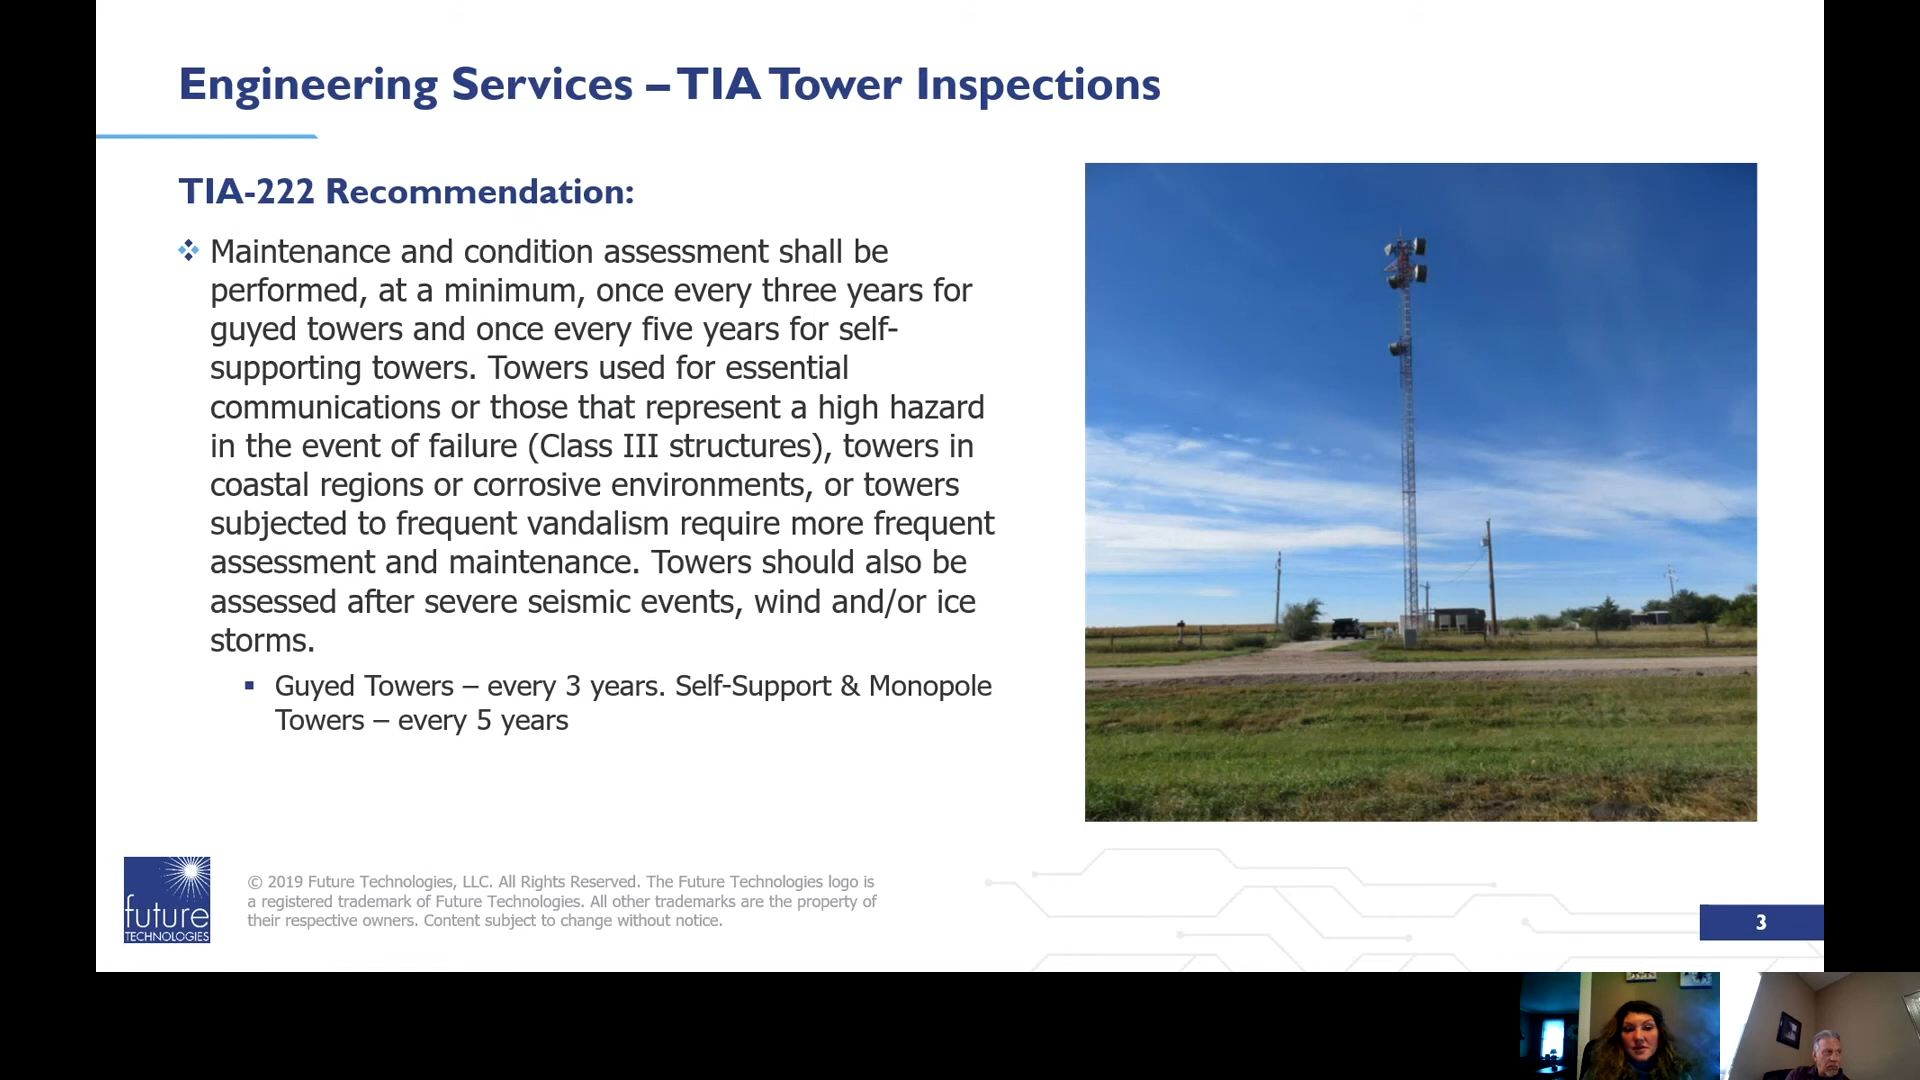 Engineering Services – TIA Tower Inspections
TIA-222 Recommendation:
Maintenance and condition assessment shall be
performed, at a minimum, once every three years for
guyed towers and once every five years for self-
supporting towers. Towers used for essential
communications or those that represent a high hazard
in the event of failure (Class III structures), towers in
coastal regions or corrosive environments, or towers
subjected to frequent vandalism require more frequent
assessment and maintenance. Towers should also be
assessed after severe seismic events, wind and/or ice
storms.
Guyed Towers – every 3 years. Self-Support & Monopole
Towers – every 5 years
future
TECHNOLOGIES
© 2019 Future Technologies, LLC. All Rights Reserved. The Future Technologies logo is
a registered trademark of Future Technologies. All other trademarks are the property of
their respective owners. Content subject to change without notice.
3